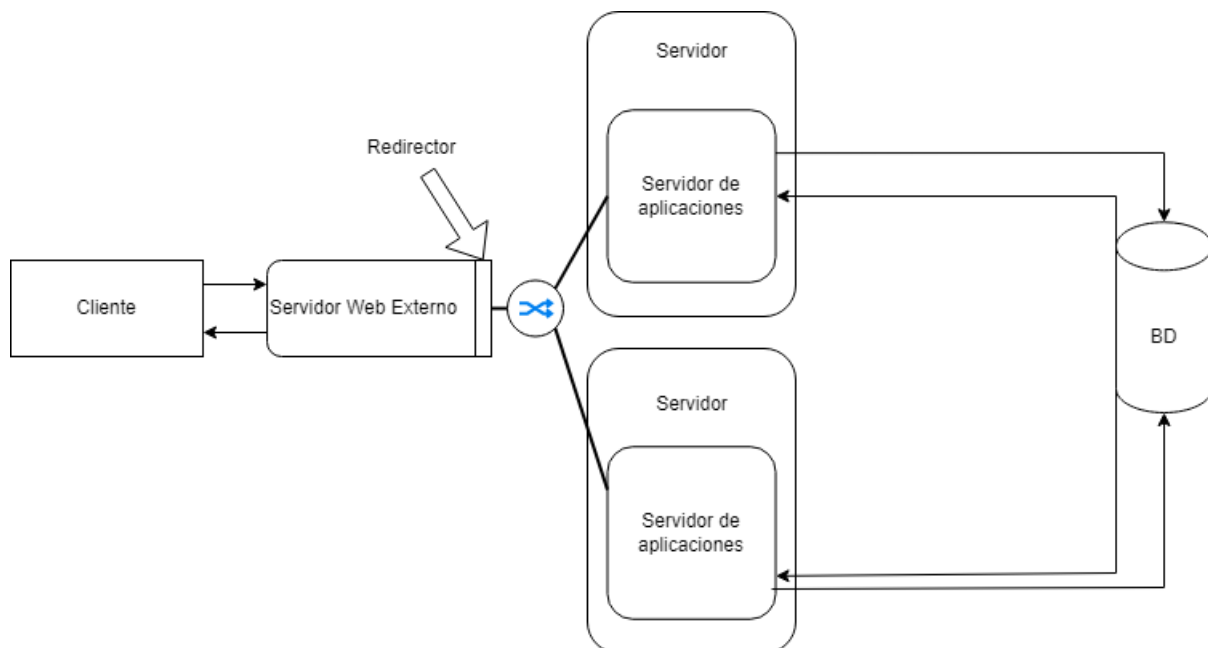 Servidor
Redirector
Servidor de
aplicaciones
Cliente
Servidor Web Externo
BD
Servidor
Servidor de
aplicaciones